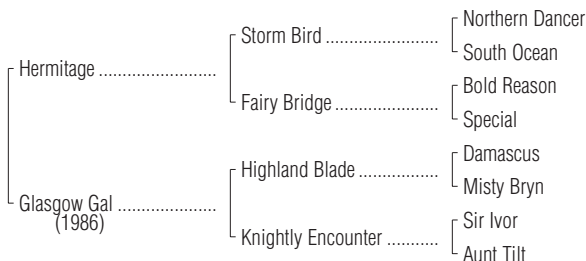 Northern Dancer
Storm Bird ........................................
South Ocean
Hermitage ..........................................
Bold Reason
Fairy Bridge .....................................
Special
Damascus
Highland Blade .............................
Misty Bryn
Glasgow Gal ...................................
(1986)
Sir Ivor
Knightly Encounter ..................
Aunt Tilt